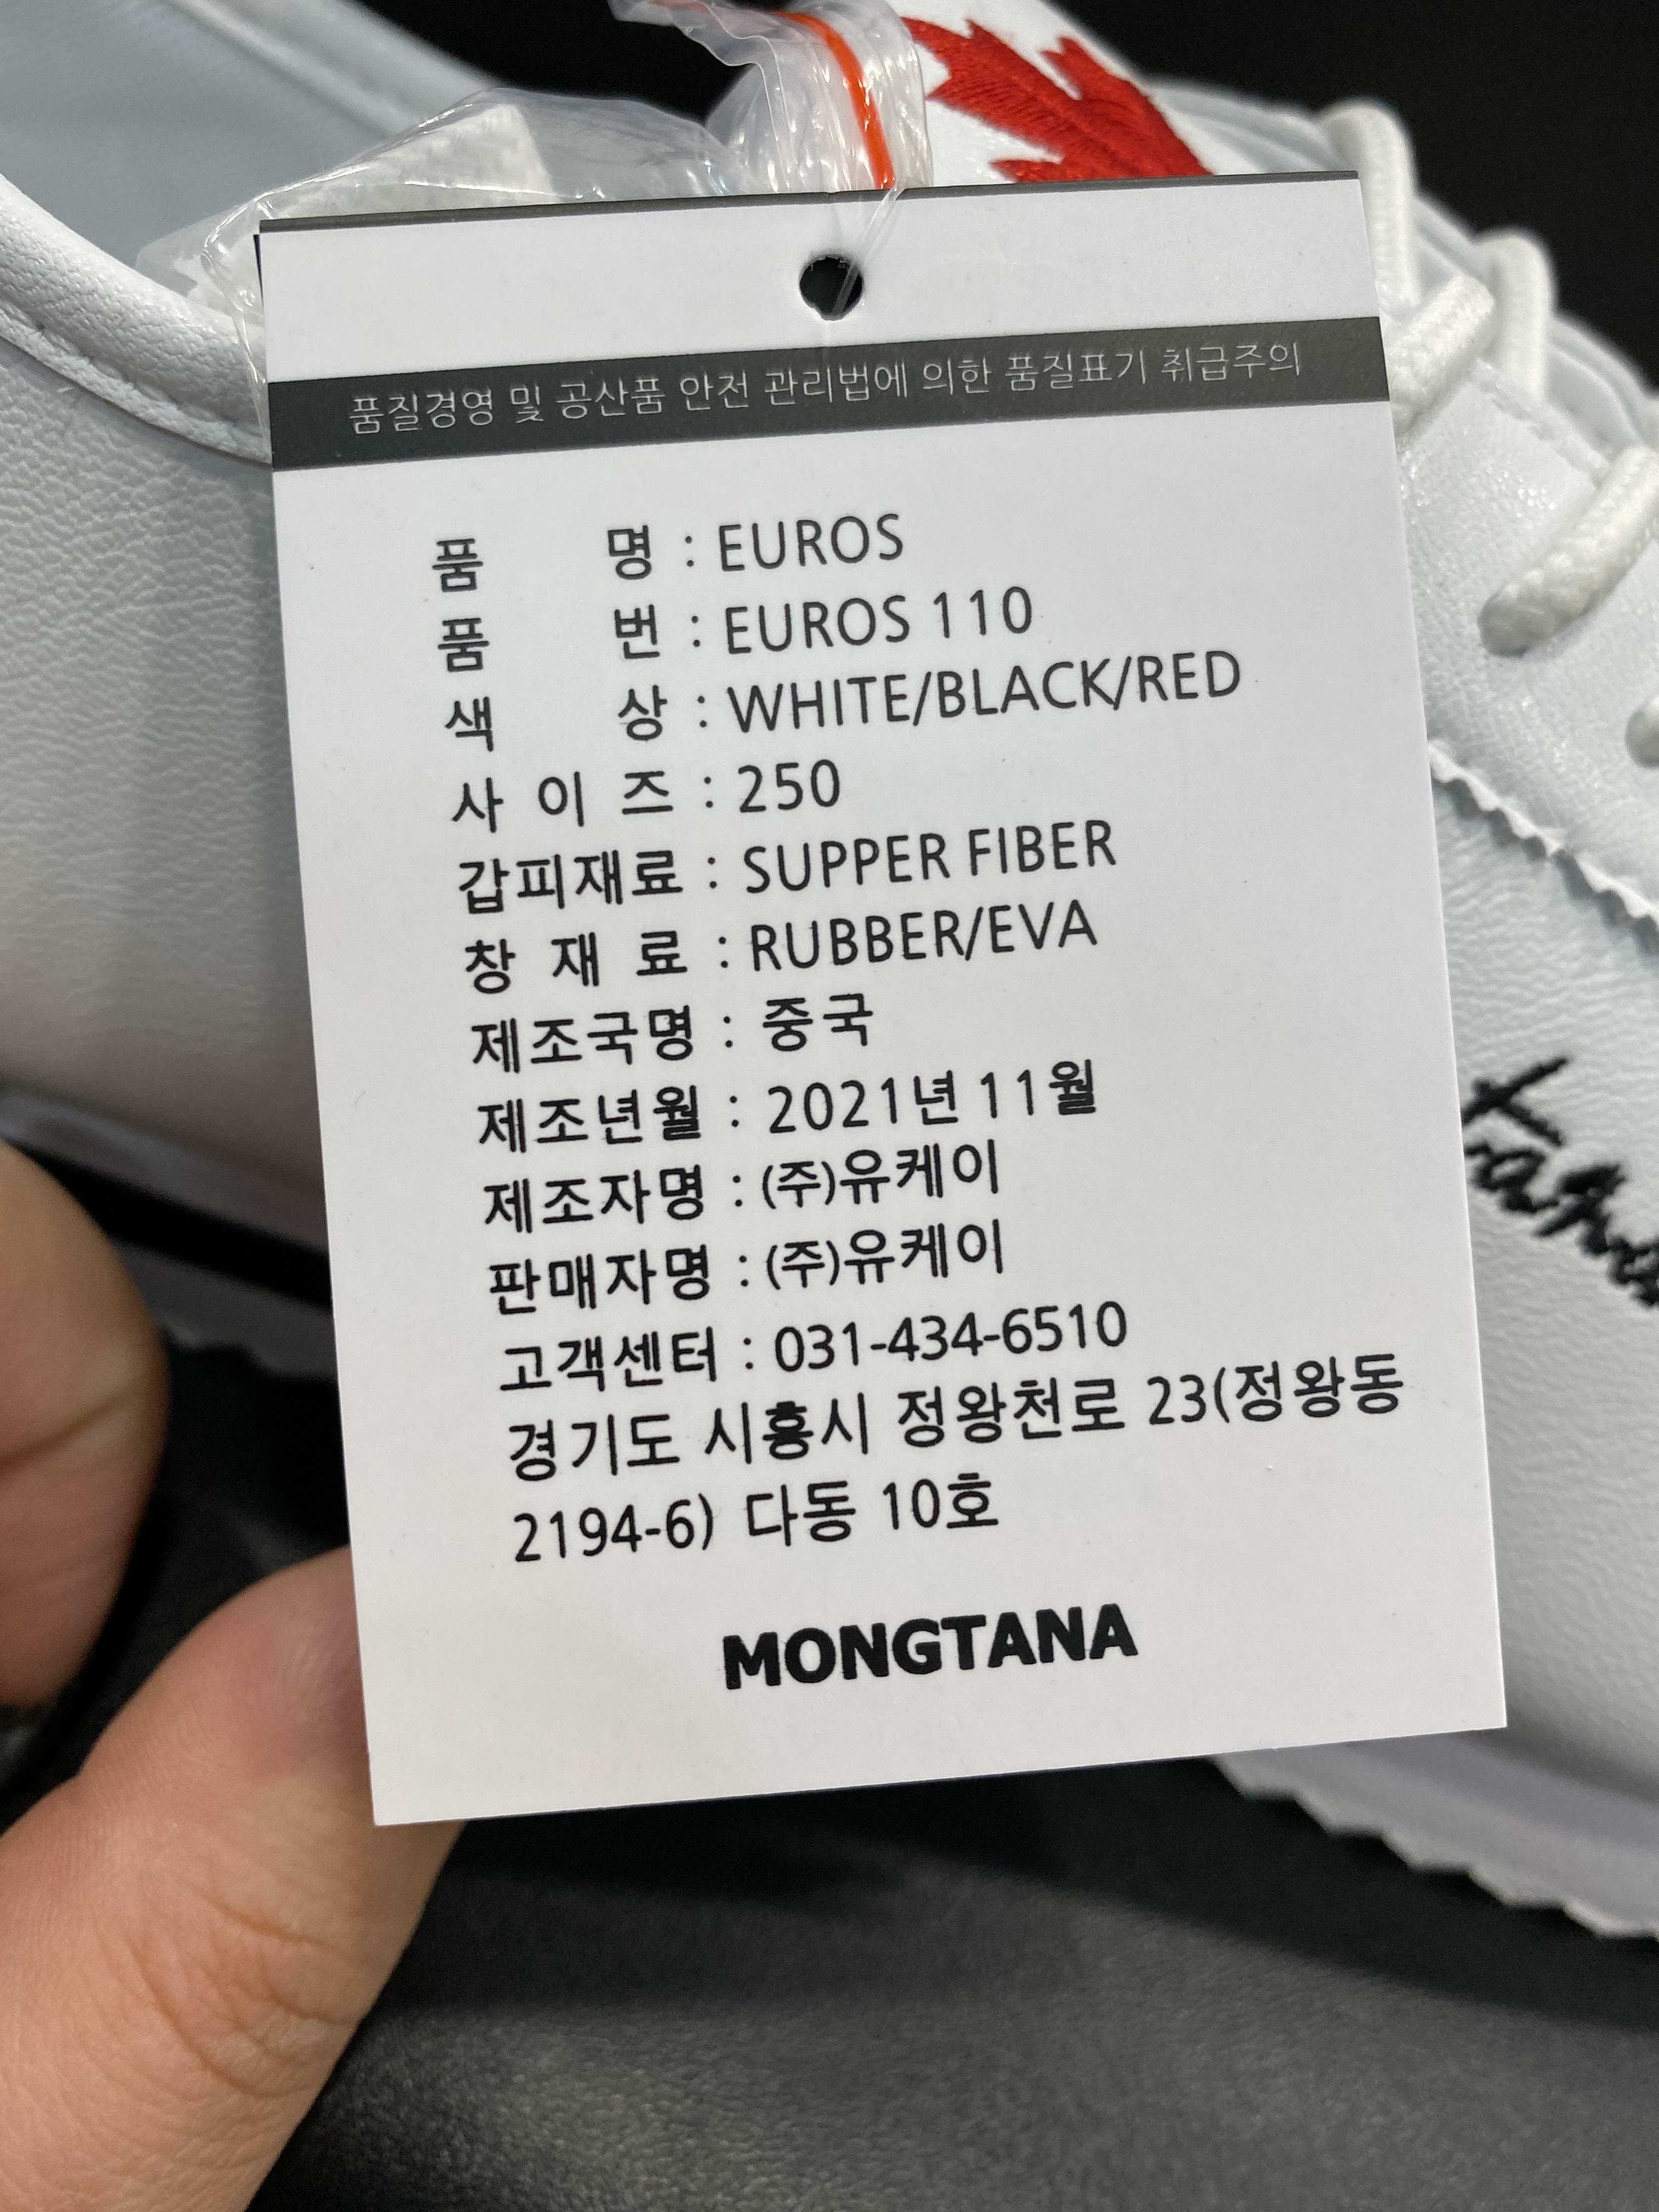 품질경영 및 공산품 안전 관리법에 의한 품질표기 취급주의
품 명 : EUROS
품 번 : EUROS 110
색 상 : WHITE/BLACK/RED
사 이 즈 : 250
갑피재료 : SUPPER FIBER
창 재 료 : RUBBER/EVA
제조국명 : 중국
제조년월 : 2021년 11월
제조자명 : (주)유케이
판매자명 : (주)유케이
고객센터 : 031-434-6510
경기도 시흥시 정왕천로 23(정왕동
2194-6) 다동 10호
MONGTANA